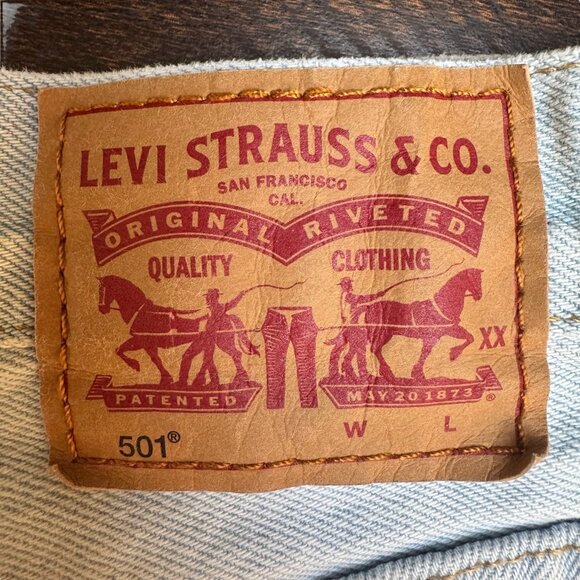 LEVI STRAUSS & CO.
SAN FRANCISCO
CAL.
ORIGINAL RIVETED
QUALITY CLOTHING
XX
PATENTED MAY 20 1873 ®
501® W L